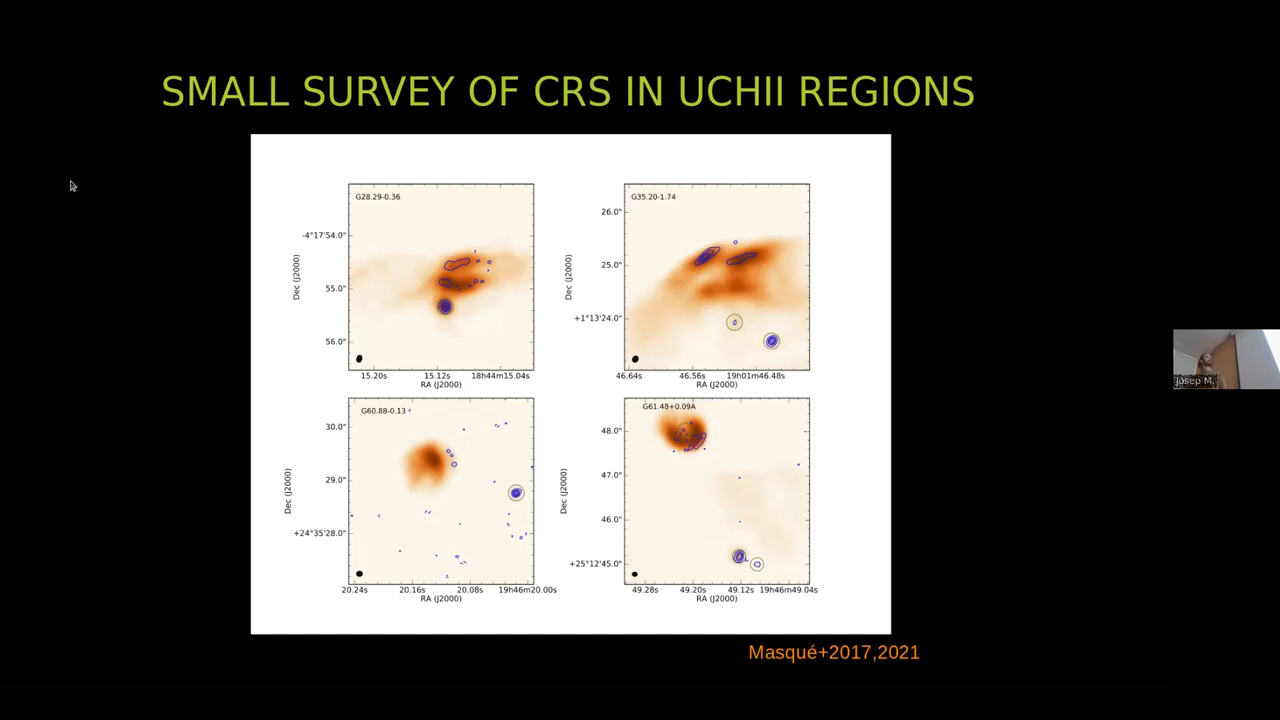 SMALL SURVEY OF CRS IN UCHII REGIONS
G28.29-0.36
-4°17'54.0"
55.0"
56.0"
Dec (J2000)
15.20s 15.12s 18h44m15.04s
RA (J2000)
G35.20-1.74
26.0"
25.0"
+1°13'24.0"
Dec (J2000)
46.64s 46.56s 19h01m46.48s
RA (J2000)
G60.88-0.13
30.0"
29.0"
+24°35'28.0"
Dec (J2000)
20.24s 20.16s 20.08s 19h46m20.00s
RA (J2000)
G61.48+0.09A
48.0"
47.0"
46.0"
+25°12'45.0"
Dec (J2000)
49.28s 49.20s 49.12s 19h46m49.04s
RA (J2000)
Masqué+2017,2021
Josep M.